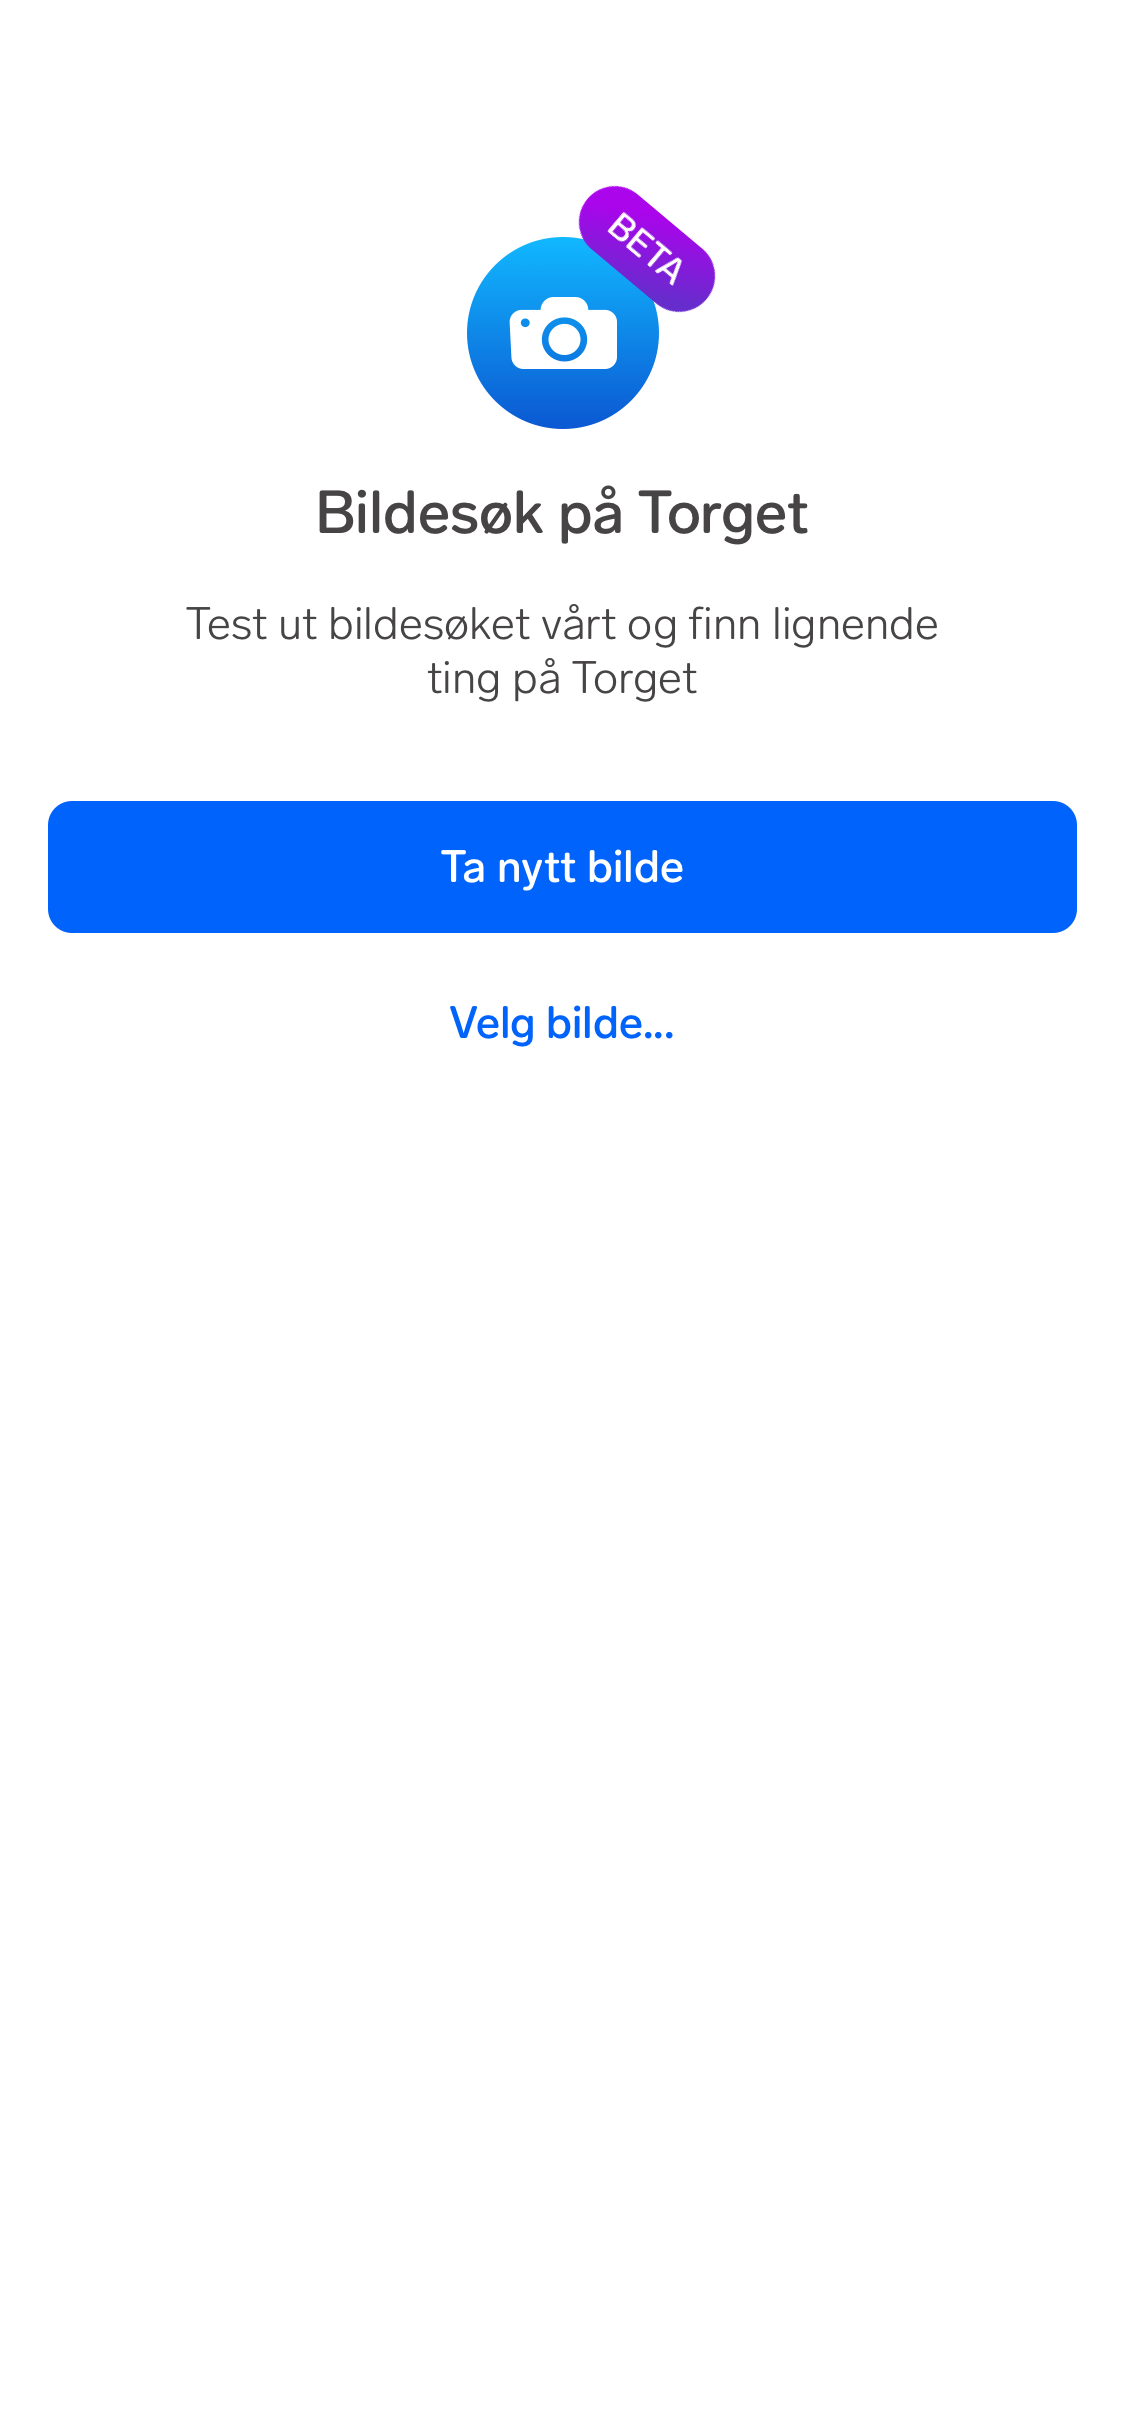 BETA
Bildesøk på Torget
Test ut bildesøket vårt og finn lignende
ting på Torget
Ta nytt bilde
Velg bilde...